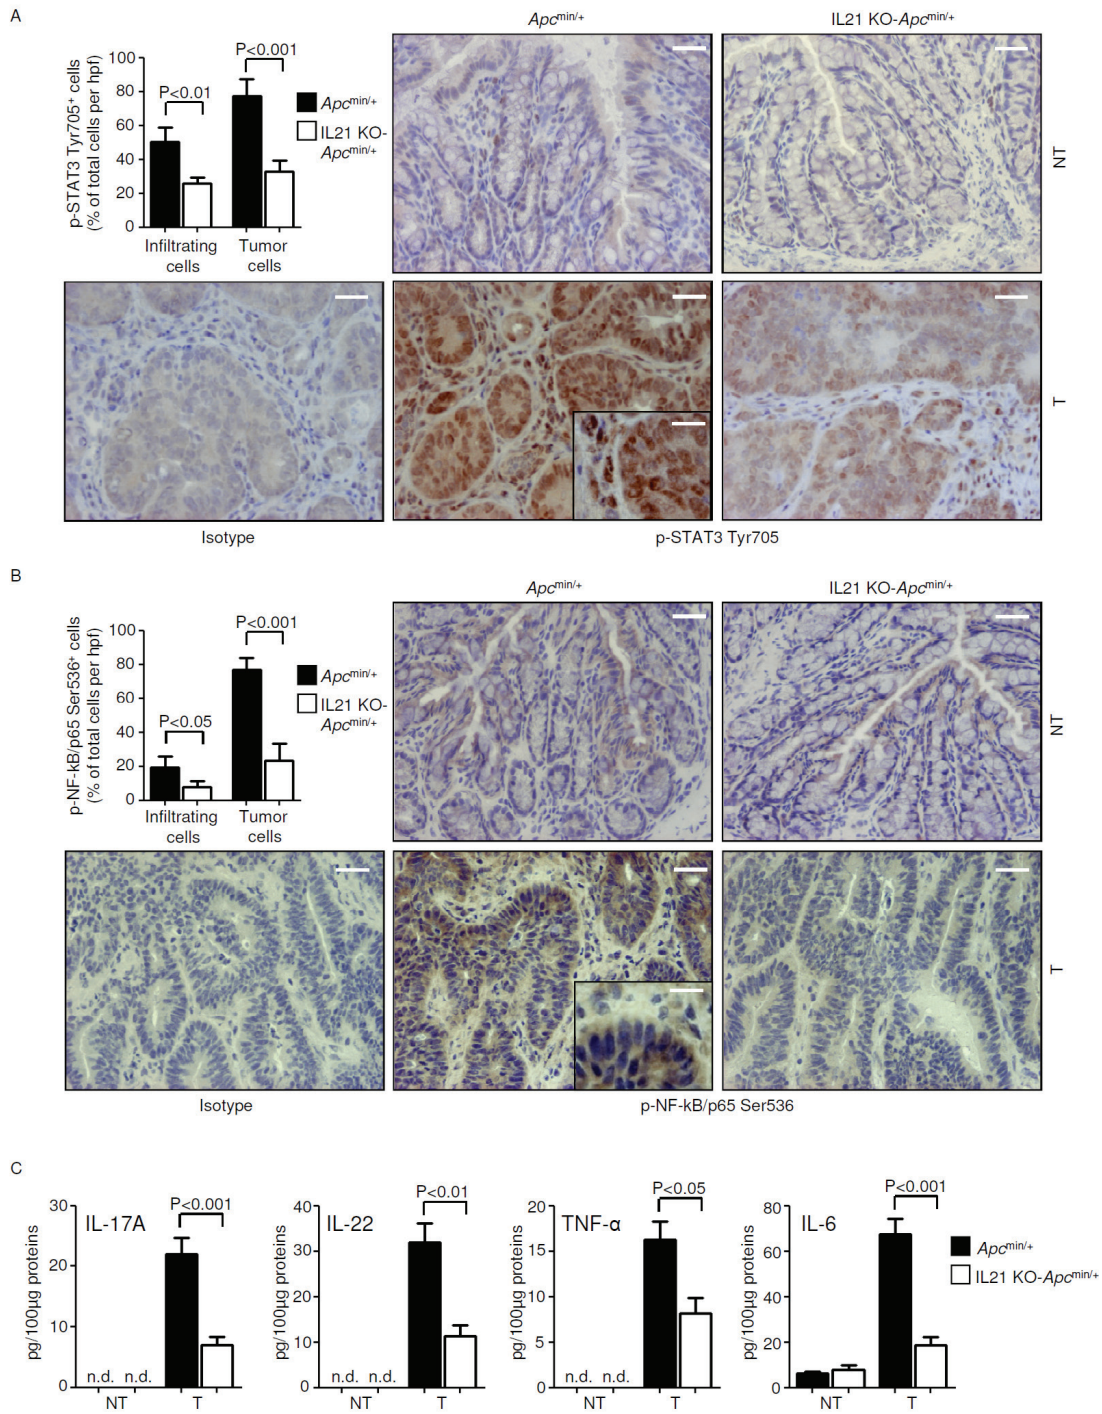 A
Apcmin/+
IL21 KO-Apcmin/+
p-STAT3 Tyr705+ cells
(% of total cells per hpf)
100
80
60
40
20
0
P<0.01
P<0.001
Apcmin/+
IL21 KO-
Apcmin/+
Infiltrating
cells
Tumor
cells
NT
T
Isotype
p-STAT3 Tyr705
B
Apcmin/+
IL21 KO-Apcmin/+
p-NF-kB/p65 Ser536+ cells
(% of total cells per hpf)
100
80
60
40
20
0
P<0.05
P<0.001
Apcmin/+
IL21 KO-
Apcmin/+
Infiltrating
cells
Tumor
cells
NT
T
Isotype
p-NF-kB/p65 Ser536
C
pg/100µg proteins
30
20
10
0
IL-17A
P<0.001
n.d. n.d.
NT T
pg/100µg proteins
40
30
20
10
0
IL-22
P<0.01
n.d. n.d.
NT T
pg/100µg proteins
20
15
10
5
0
TNF-α
P<0.05
n.d. n.d.
NT T
pg/100µg proteins
80
60
40
20
0
IL-6
P<0.001
NT T
Apcmin/+
IL21 KO-Apcmin/+